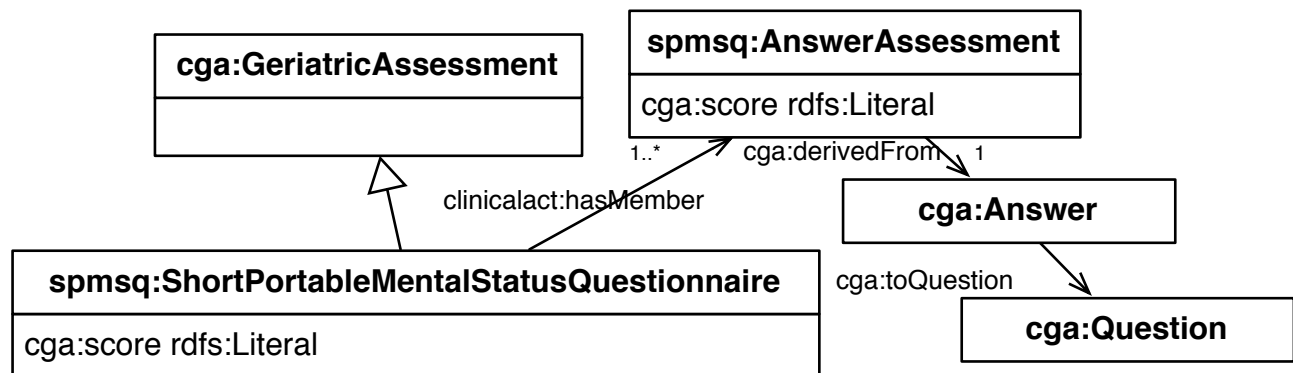 cga:GeriatricAssessment
spmsq:AnswerAssessment
cga:score rdfs:Literal
1..*
cga:derivedFrom
1
clinicalact:hasMember
cga:Answer
spmsq:ShortPortableMentalStatusQuestionnaire
cga:toQuestion
cga:score rdfs:Literal
cga:Question